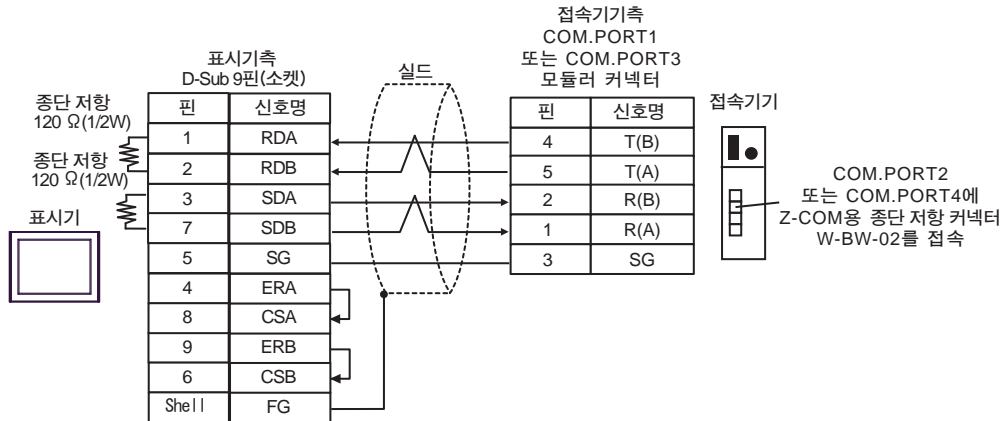 접속기기측
COM.PORT1
또는 COM.PORT3
모듈러 커넥터
표시기측
D-Sub 9핀(소켓)
실드
종단 저항
120 Ω(1/2W)
종단 저항
120 Ω(1/2W)
표시기
핀 신호명
1 RDA
2 RDB
3 SDA
7 SDB
5 SG
4 ERA
8 CSA
9 ERB
6 CSB
Shell FG
핀 신호명
4 T(B)
5 T(A)
2 R(B)
1 R(A)
3 SG
접속기기
COM.PORT2
또는 COM.PORT4에
Z-COM용 종단 저항 커넥터
W-BW-02를 접속